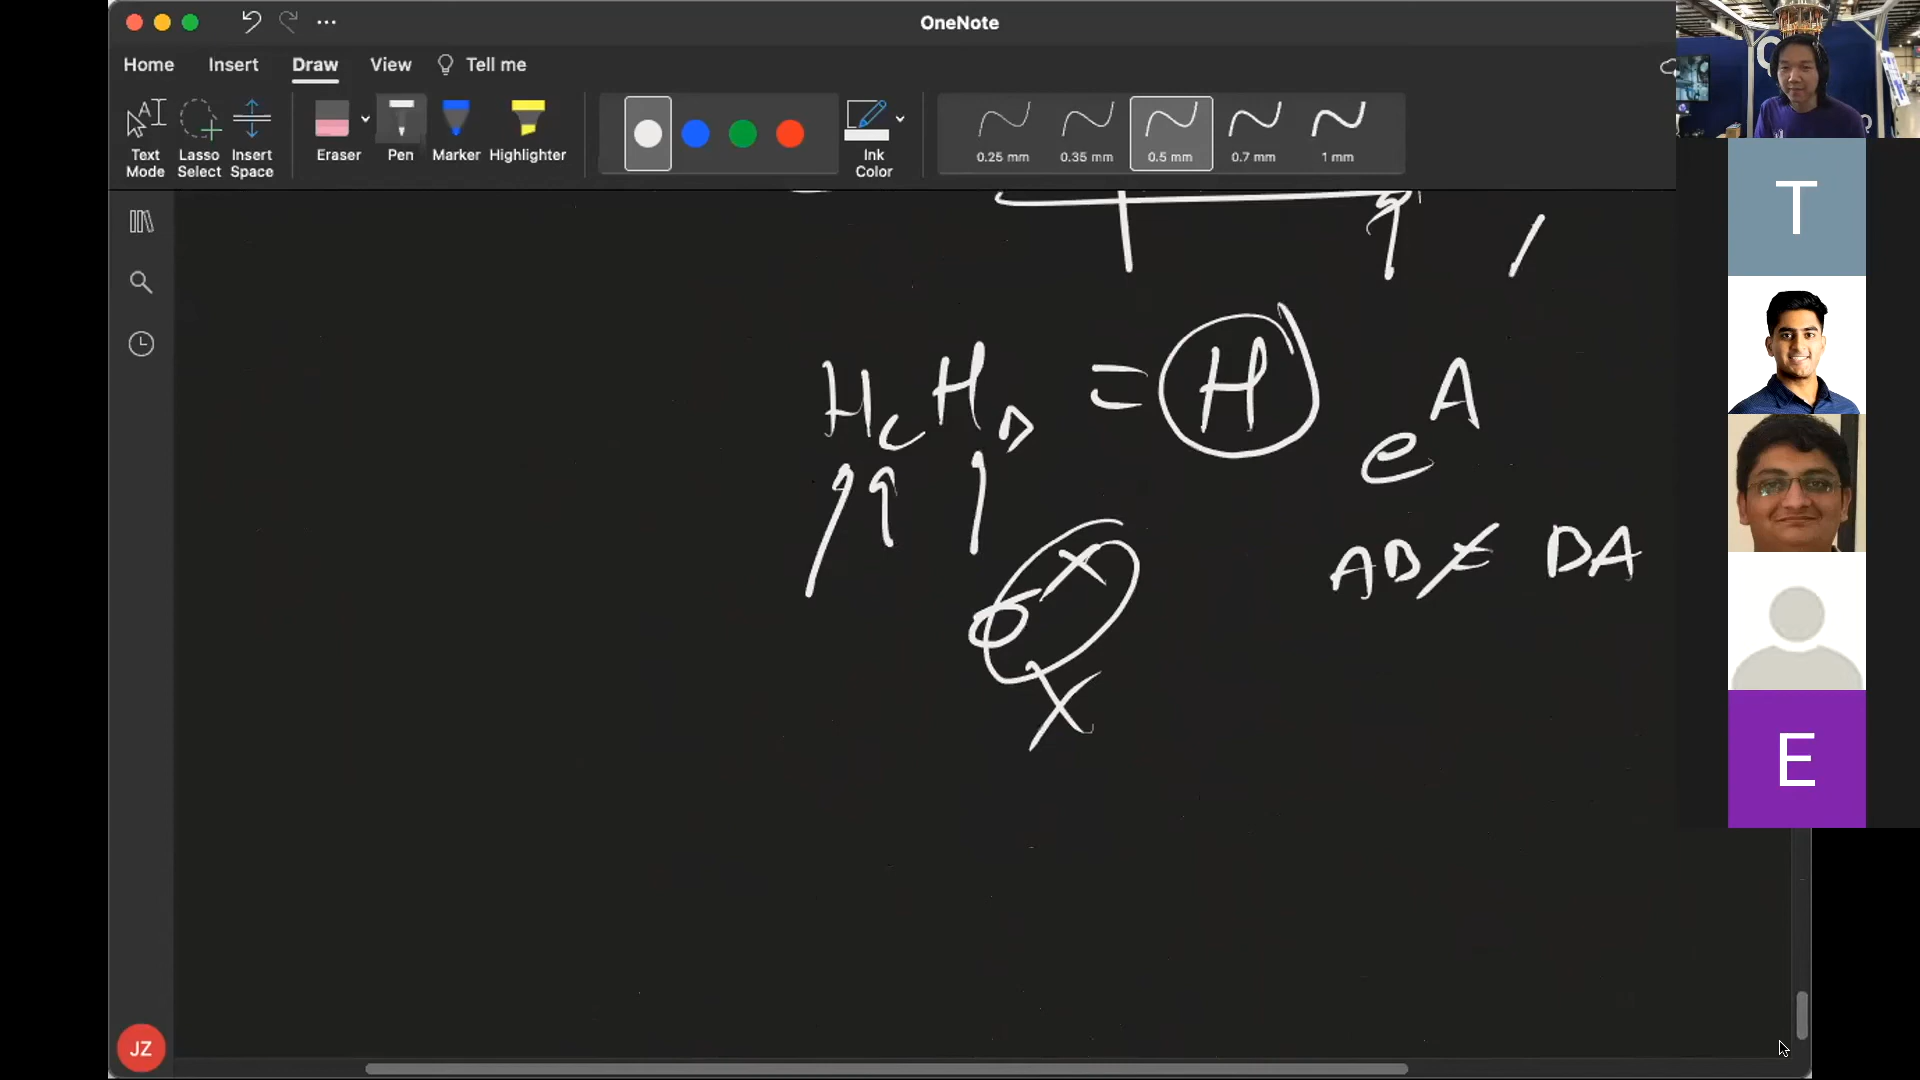 OneNote
Home Insert Draw View Tell me
Text Mode
Lasso Select
Insert Space
Eraser
Pen
Marker
Highlighter
Ink Color
0.25 mm
0.35 mm
0.5 mm
0.7 mm
1 mm
T
H_C H_D = H e^A
AD ≠ DA
e^X
X
E
JZ